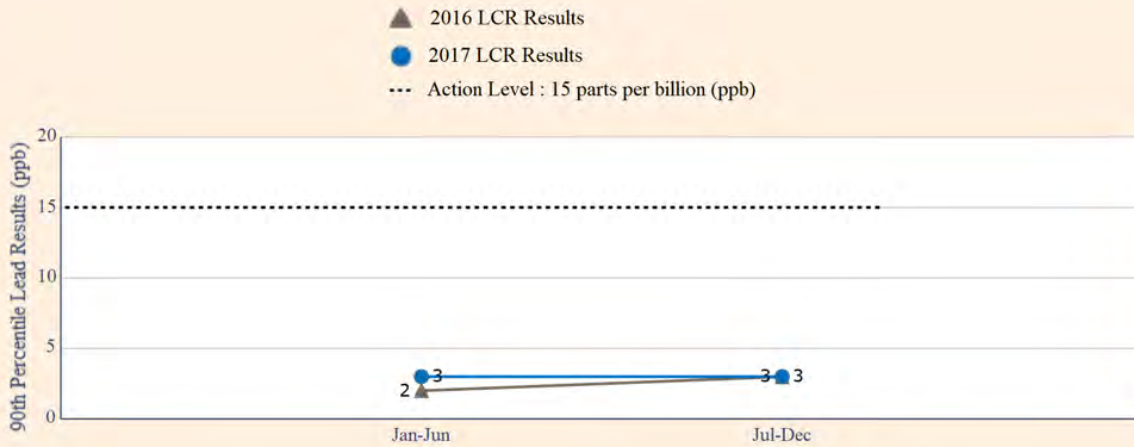 2016 LCR Results
2017 LCR Results
Action Level : 15 parts per billion (ppb)
90th Percentile Lead Results (ppb)
20
15
10
5
0
2
3
3
3
Jan-Jun
Jul-Dec